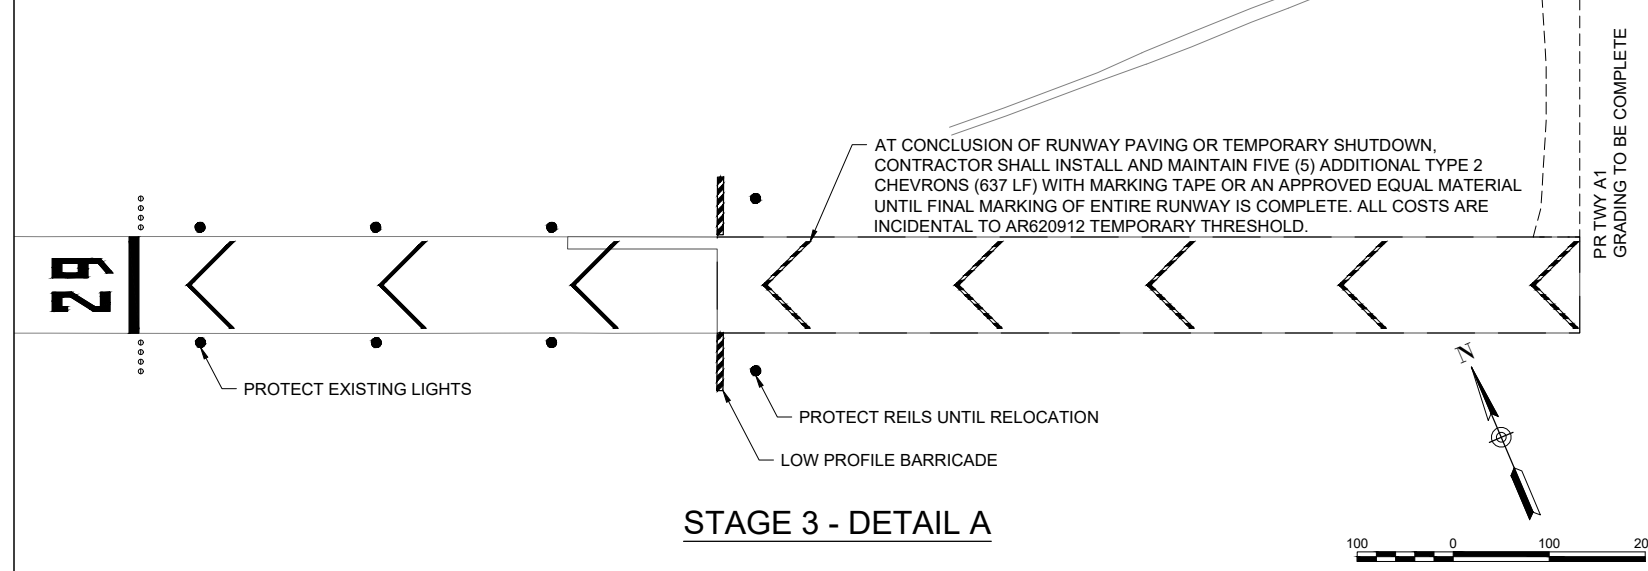 AT CONCLUSION OF RUNWAY PAVING OR TEMPORARY SHUTDOWN,
CONTRACTOR SHALL INSTALL AND MAINTAIN FIVE (5) ADDITIONAL TYPE 2
CHEVRONS (637 LF) WITH MARKING TAPE OR AN APPROVED EQUAL MATERIAL
UNTIL FINAL MARKING OF ENTIRE RUNWAY IS COMPLETE. ALL COSTS ARE
INCIDENTAL TO AR620912 TEMPORARY THRESHOLD.
PR TWY A1
GRADING TO BE COMPLETE
29
PROTECT EXISTING LIGHTS
PROTECT REILS UNTIL RELOCATION
LOW PROFILE BARRICADE
N
STAGE 3 - DETAIL A
100 0 100 20